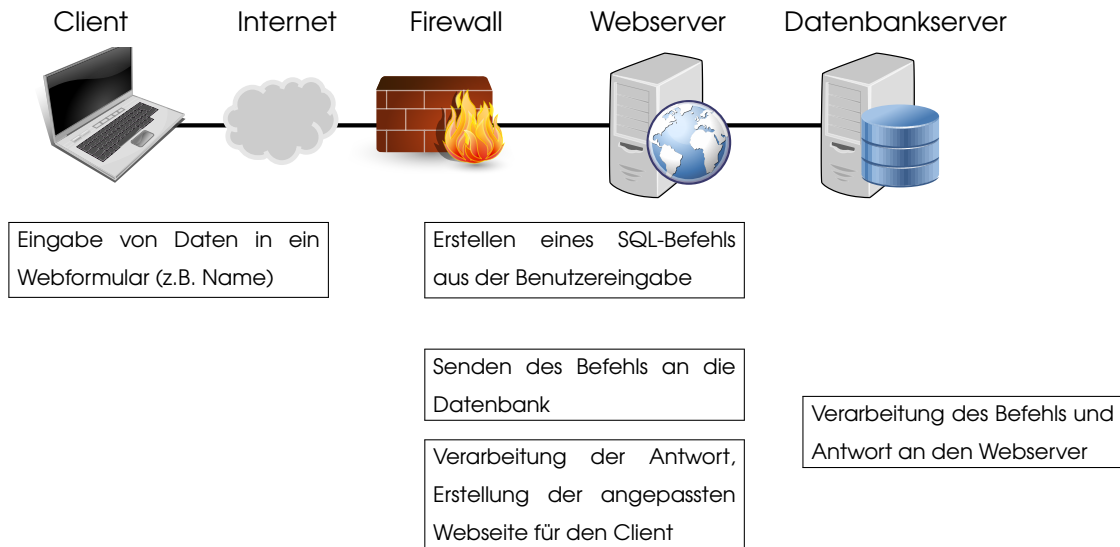 Client
Internet
Firewall
Webserver
Datenbankserver
Eingabe von Daten in ein
Webformular (z.B. Name)
Erstellen eines SQL-Befehls
aus der Benutzereingabe
Senden des Befehls an die
Datenbank
Verarbeitung des Befehls und
Antwort an den Webserver
Verarbeitung der Antwort,
Erstellung der angepassten
Webseite für den Client